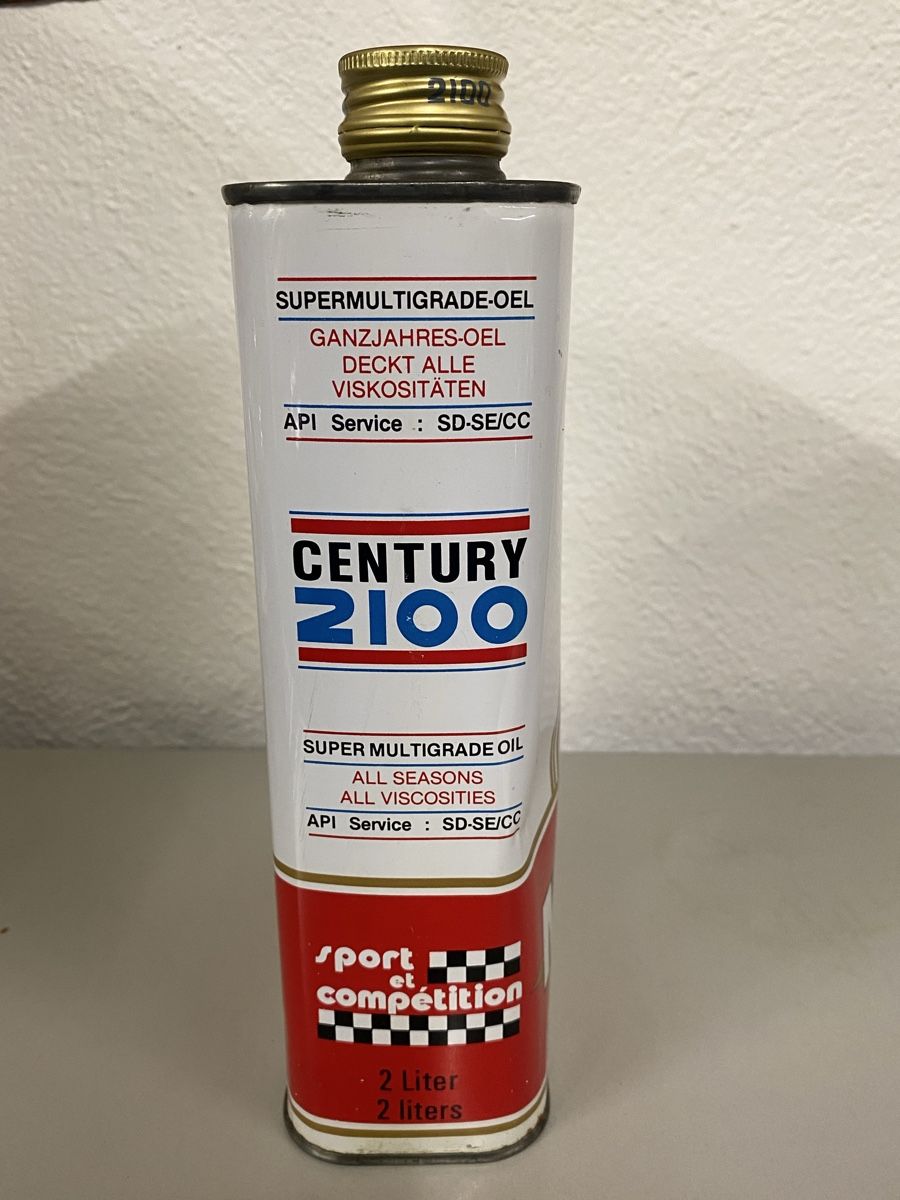 2100
SUPERMULTIGRADE-OEL
GANZJAHRES-OEL
DECKT ALLE
VISKOSITÄTEN
API Service : SD-SE/CC
CENTURY
2100
SUPER MULTIGRADE OIL
ALL SEASONS
ALL VISCOSITIES
API Service : SD-SE/CC
sport
et
compétition
2 Liter
2 liters